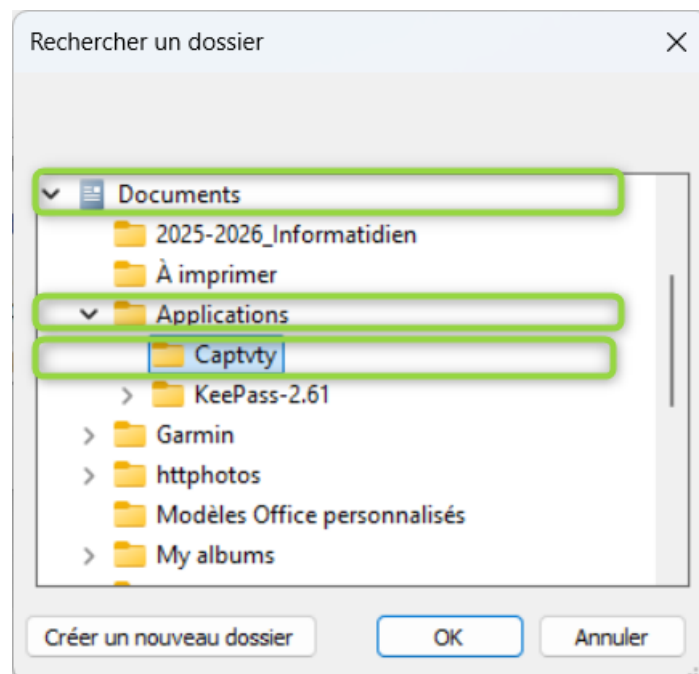 Rechercher un dossier
Documents
2025-2026_Informatidien
À imprimer
Applications
Captvty
KeePass-2.61
Garmin
httphotos
Modèles Office personnalisés
My albums
Créer un nouveau dossier
OK
Annuler